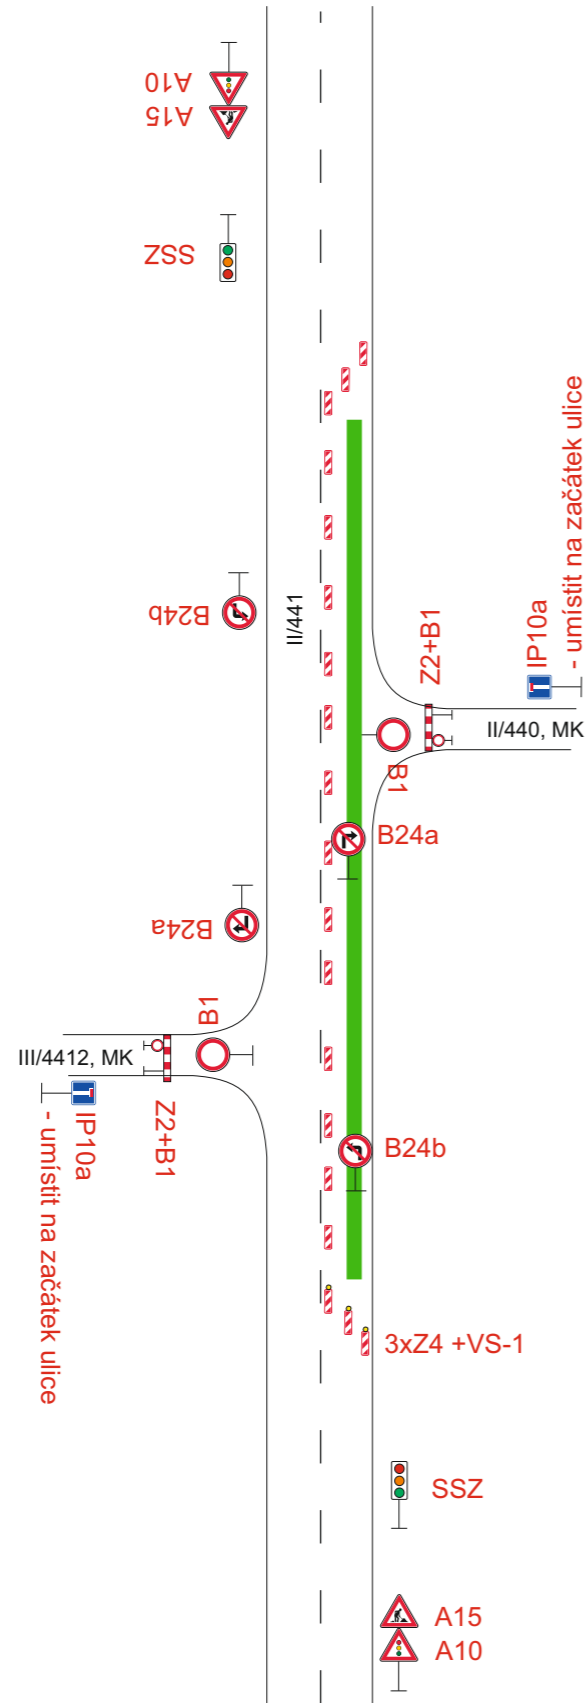 A10
A15
SSZ
B24b
II/441
IP10a
- umístit na začátek ulice
Z2+B1
II/440, MK
B1
B24a
B24a
B1
III/4412, MK
Z2+B1
IP10a
- umístit na začátek ulice
B24b
3xZ4 +VS-1
SSZ
A15
A10